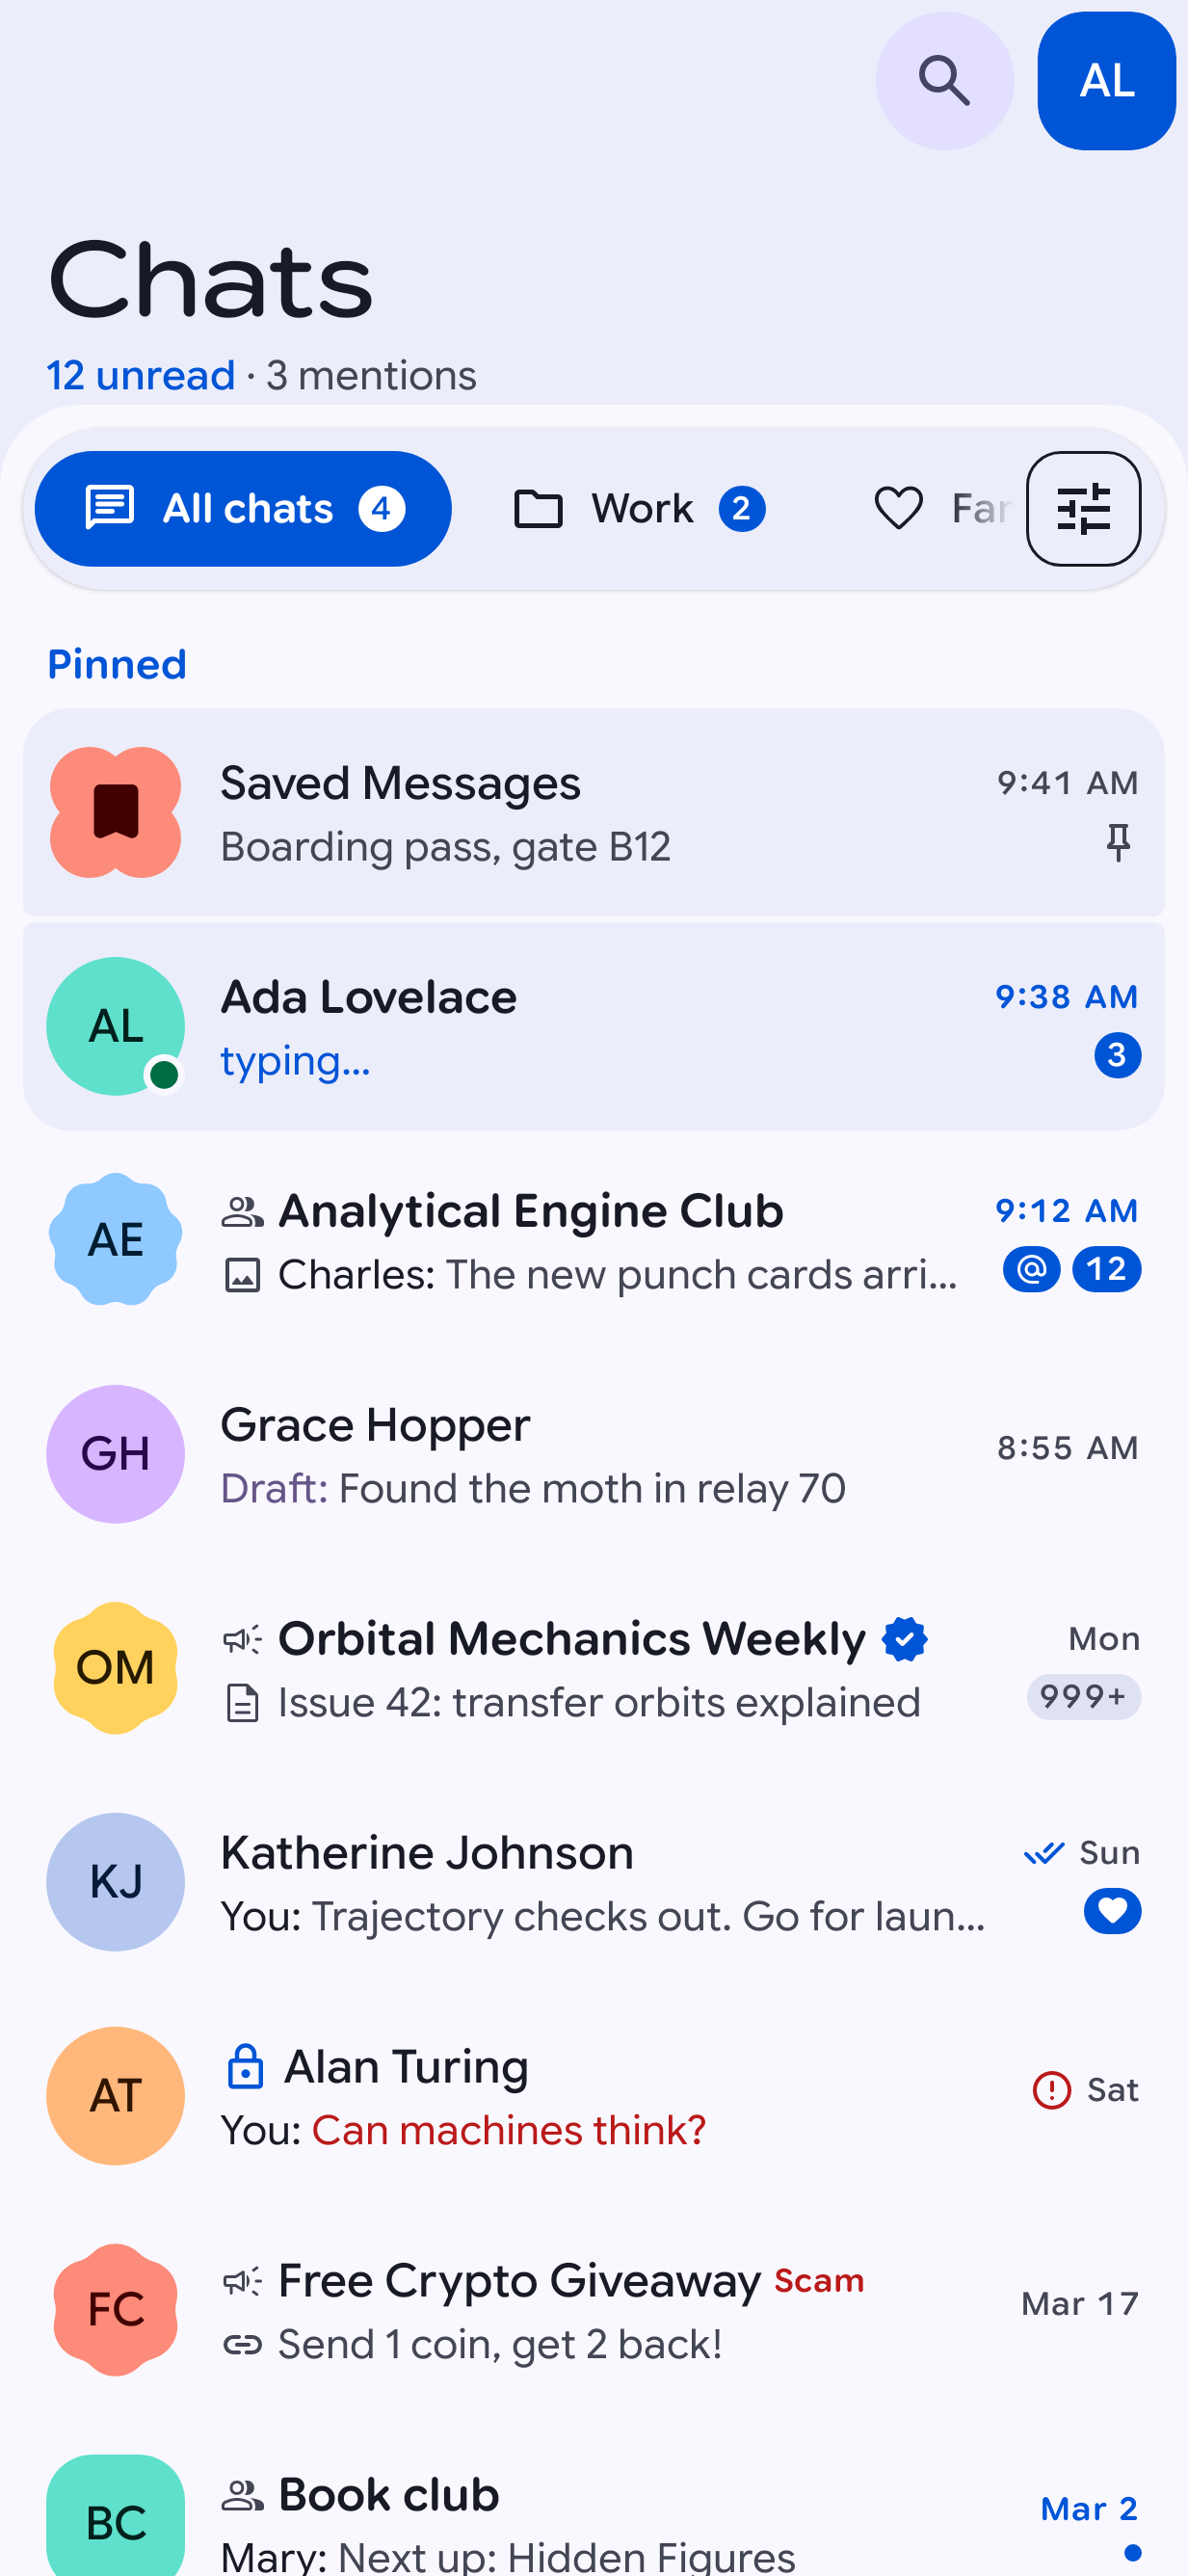 AL
Chats
12 unread · 3 mentions
All chats 4
Work 2
Far
Pinned
Saved Messages 9:41 AM
Boarding pass, gate B12
AL
Ada Lovelace 9:38 AM
typing... 3
AE
Analytical Engine Club 9:12 AM
Charles: The new punch cards arri... @ 12
GH
Grace Hopper 8:55 AM
Draft: Found the moth in relay 70
OM
Orbital Mechanics Weekly Mon
Issue 42: transfer orbits explained 999+
KJ
Katherine Johnson Sun
You: Trajectory checks out. Go for laun...
AT
Alan Turing Sat
You: Can machines think?
FC
Free Crypto Giveaway Scam Mar 17
Send 1 coin, get 2 back!
BC
Book club Mar 2
Mary: Next up: Hidden Figures